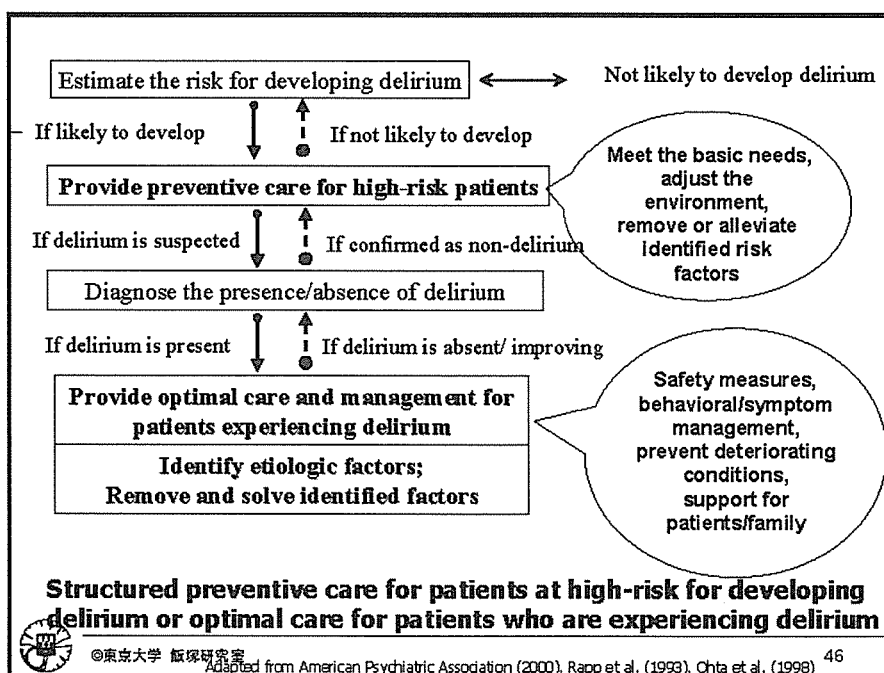 Estimate the risk for developing delirium
Not likely to develop delirium
If likely to develop
If not likely to develop
Provide preventive care for high-risk patients
Meet the basic needs,
adjust the
environment,
remove or alleviate
identified risk
factors
If delirium is suspected
If confirmed as non-delirium
Diagnose the presence/absence of delirium
If delirium is present
If delirium is absent/ improving
Provide optimal care and management for
patients experiencing delirium
Identify etiologic factors;
Remove and solve identified factors
Safety measures,
behavioral/symptom
management,
prevent deteriorating
conditions,
support for
patients/family
Structured preventive care for patients at high-risk for developing
delirium or optimal care for patients who are experiencing delirium
©東京大学 飯塚研究室
Adapted from American Psychiatric Association (2000), Rapp et al. (1993), Ohta et al. (1998)
46